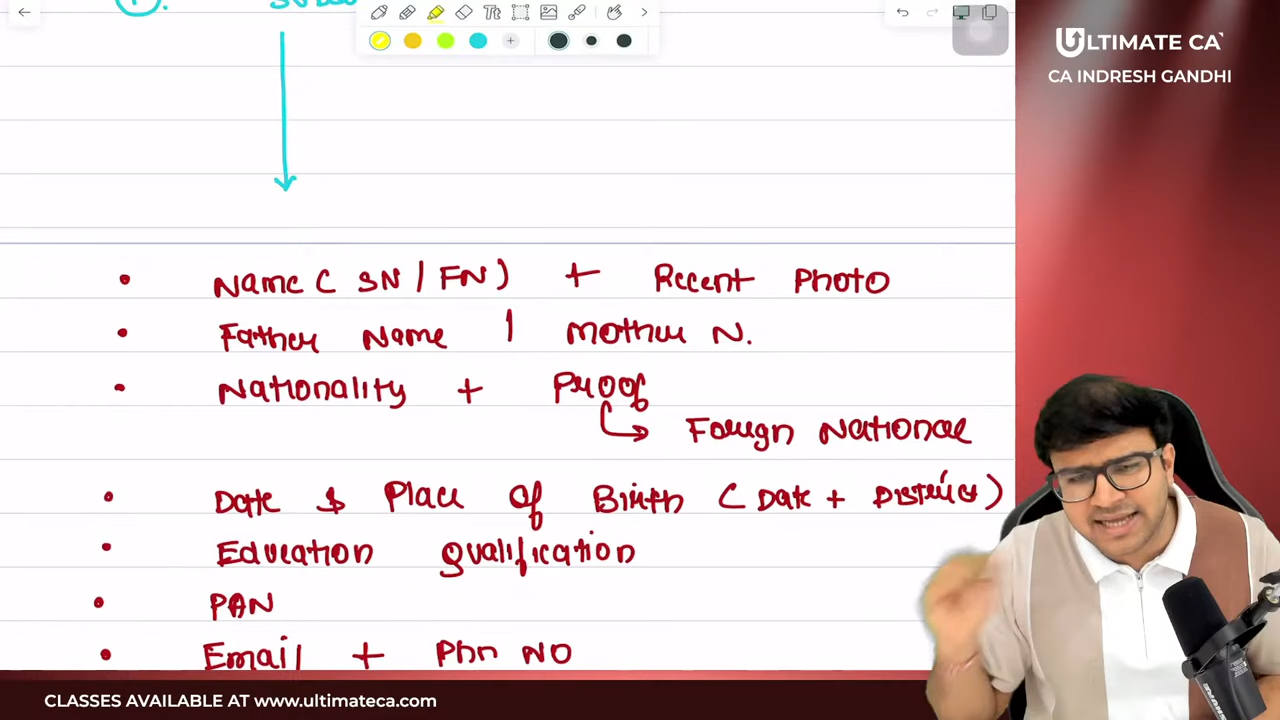 ULTIMATE CA
CA INDRESH GANDHI
Name ( SN / FN ) + Recent Photo
Father Name / Mother N.
Nationality + Proof
Foreign National
Date & Place of Birth ( Date + District )
Education qualification
PAN
Email + Phn NO
CLASSES AVAILABLE AT www.ultimateca.com